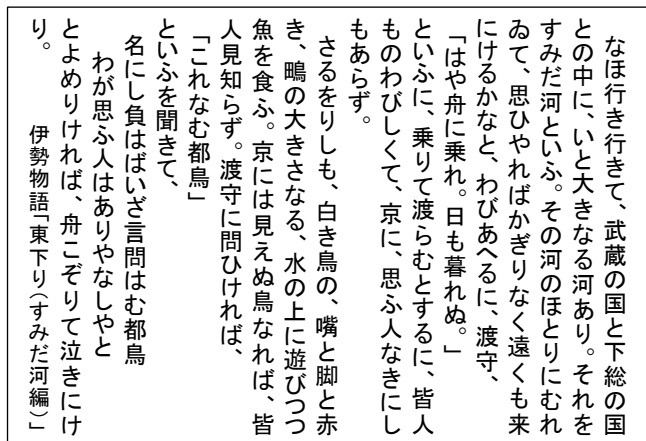 なほ行き行きて、武蔵の国と下総の国
との中に、いと大きなる河あり。それを
すみだ河といふ。その河のほとりにむれ
ゐて、思ひやればかぎりなく遠くも来
にけるかなと、わびあへるに、渡守、
「はや舟に乗れ。日も暮れぬ。」
といふに、乗りて渡らむとするに、皆人
ものわびしくて、京に、思ふ人なきにし
もあらず。
さるをりしも、白き鳥の、嘴と脚と赤
き、鴫の大きさなる、水の上に遊びつつ
魚を食ふ。京には見えぬ鳥なれば、皆
人見知らず。渡守に問ひければ、
「これなむ都鳥」
といふを聞きて、
名にし負はばいざ言問はむ都鳥
わが思ふ人はありやなしやと
とよめりければ、舟こぞりて泣きにけ
り。
伊勢物語「東下り(すみだ河編)」